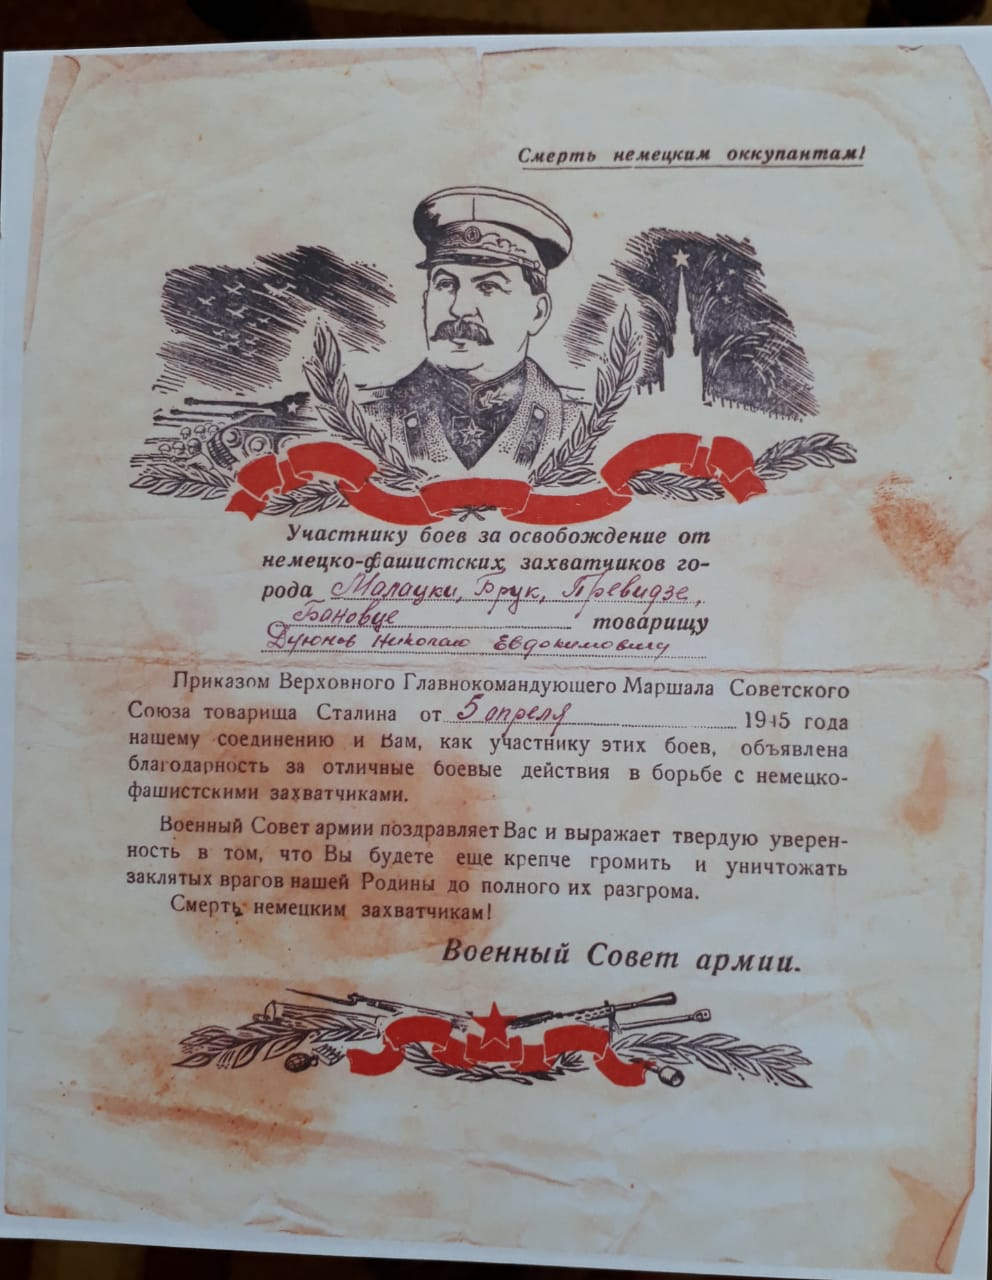 Смерть немецким оккупантам!
Участнику боев за освобождение от
немецко-фашистских захватчиков го-
рода Малацки, Брук, Превидзе,
Бановце товарищу
Дуюнов Николаю Евдокимовичу
Приказом Верховного Главнокомандующего Маршала Советского
Союза товарища Сталина от 5 апреля 1945 года
нашему соединению и Вам, как участнику этих боев, объявлена
благодарность за отличные боевые действия в борьбе с немецко-
фашистскими захватчиками.
Военный Совет армии поздравляет Вас и выражает твердую уверен-
ность в том, что Вы будете еще крепче громить и уничтожать
заклятых врагов нашей Родины до полного их разгрома.
Смерть немецким захватчикам!
Военный Совет армии.